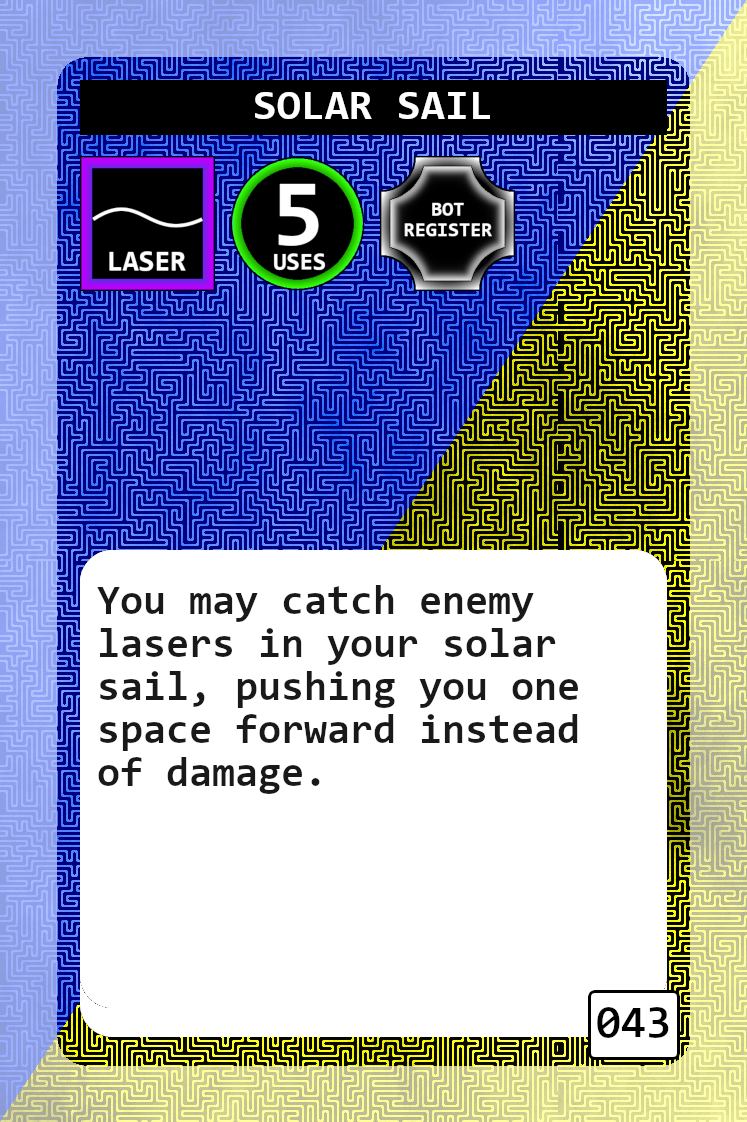 SOLAR SAIL
LASER
5
USES
BOT
REGISTER
You may catch enemy
lasers in your solar
sail, pushing you one
space forward instead
of damage.
043